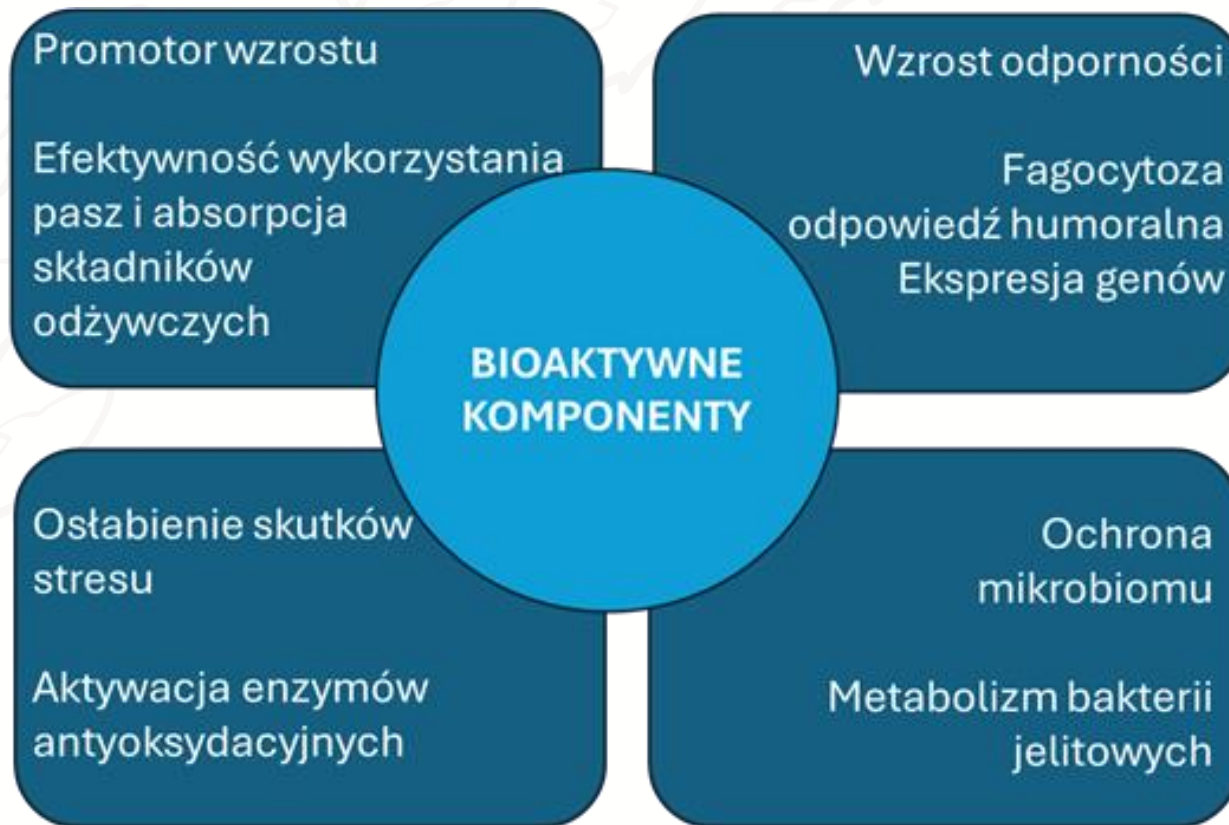 Promotor wzrostu
Efektywność wykorzystania
pasz i absorpcja
składników
odżywczych
Wzrost odporności
Fagocytoza
odpowiedź humoralna
Ekspresja genów
BIOAKTYWNE
KOMPONENTY
Osłabienie skutków
stresu
Aktywacja enzymów
antyoksydacyjnych
Ochrona
mikrobiomu
Metabolizm bakterii
jelitowych